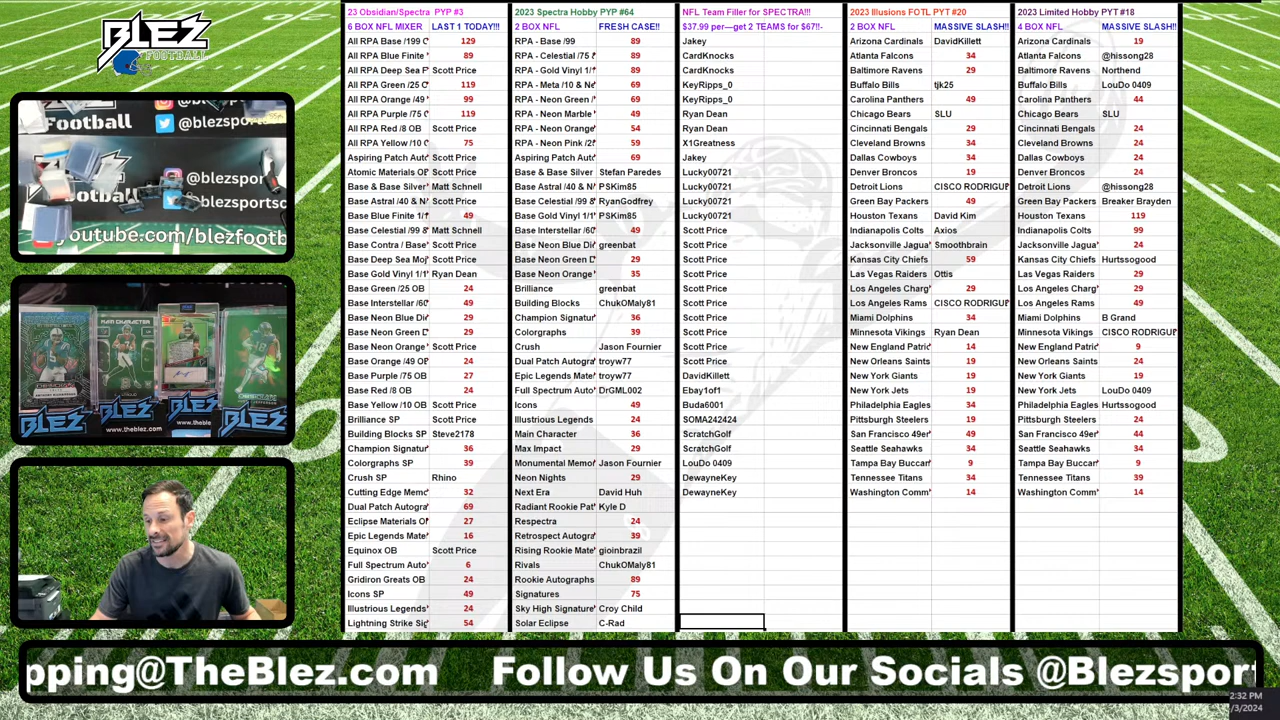 BLEZ
FOOTBALL
Football
@blezsports
@blezspor
@blezsportsc
youtube.com/blezfootb
BLEZ
www.theblez.
Follow Us On Our Socials @Blezspor
pping@TheBlez.com
2:32 PM
/3/2024
23 Obsidian/Spectra PYP #3
6 BOX NFL MIXER LAST 1 TODAY!!!
All RPA Base /199 129
All RPA Blue Finite 89
All RPA Deep Sea Scott Price
All RPA Green /25 119
All RPA Orange /49 99
All RPA Purple /75 119
All RPA Red /8 OB Scott Price
All RPA Yellow /10 75
Aspiring Patch Aut Scott Price
Atomic Materials OB Scott Price
Base & Base Silver Matt Schnell
Base Astral /40 & N Scott Price
Base Blue Finite 1/ 49
Base Celestial /99 & Matt Schnell
Base Contra / Base Scott Price
Base Deep Sea Moj Scott Price
Base Gold Vinyl 1/1 Ryan Dean
Base Green /25 OB 24
Base Interstellar /60 49
Base Neon Blue Di 29
Base Neon Green D 29
Base Neon Orange Scott Price
Base Orange /49 OB 24
Base Purple /75 OB 27
Base Red /8 OB 24
Base Yellow /10 OB Scott Price
Brilliance SP Scott Price
Building Blocks SP Steve2178
Champion Signatu 36
Colorgraphs SP 39
Crush SP Rhino
Cutting Edge Memo 32
Dual Patch Autogra 69
Eclipse Materials O 27
Epic Legends Mate 16
Equinox OB Scott Price
Full Spectrum Auto 6
Gridiron Greats OB 24
Icons SP 49
Illustrious Legends 24
Lightning Strike Sig 54
2023 Spectra Hobby PYP #64
2 BOX NFL FRESH CASE!!
RPA - Base /99 89
RPA - Celestial /75 89
RPA - Gold Vinyl 1/ 89
RPA - Meta /10 & Ne 69
RPA - Neon Green / 69
RPA - Neon Marble 49
RPA - Neon Orange 54
RPA - Neon Pink /2 59
Aspiring Patch Aut 69
Base & Base Silver Stefan Paredes
Base Astral /40 & N PSKim85
Base Celestial /99 & RyanGodfrey
Base Gold Vinyl 1/1 PSKim85
Base Interstellar /60 49
Base Neon Blue Di greenbat
Base Neon Green D 29
Base Neon Orange 35
Brilliance greenbat
Building Blocks ChukOMaly81
Champion Signatur 36
Colorgraphs 39
Crush Jason Fournier
Dual Patch Autogra troyw77
Epic Legends Mate troyw77
Full Spectrum Auto DrGML002
Icons 49
Illustrious Legends 24
Main Character 36
Max Impact 29
Monumental Memo Jason Fournier
Neon Nights 29
Next Era David Huh
Radiant Rookie Pat Kyle D
Respectra 24
Retrospect Autogra 39
Rising Rookie Mate gioinbrazil
Rivals ChukOMaly81
Rookie Autographs 89
Signatures 75
Sky High Signature Croy Child
Solar Eclipse C-Rad
NFL Team Filler for SPECTRA!!!
$37.99 per---get 2 TEAMS for $67!!-
Jakey
CardKnocks
CardKnocks
KeyRipps_0
KeyRipps_0
Ryan Dean
Ryan Dean
X1Greatness
Jakey
Lucky00721
Lucky00721
Lucky00721
Lucky00721
Scott Price
Scott Price
Scott Price
Scott Price
Scott Price
Scott Price
Scott Price
Scott Price
Scott Price
Scott Price
DavidKillett
Ebay1of1
Buda6001
SOMA242424
ScratchGolf
ScratchGolf
LouDo 0409
DewayneKey
DewayneKey
2023 Illusions FOTL PYT #20
2 BOX NFL MASSIVE SLASH!!
Arizona Cardinals DavidKillett
Atlanta Falcons 34
Baltimore Ravens 29
Buffalo Bills tjk25
Carolina Panthers 49
Chicago Bears SLU
Cincinnati Bengals 29
Cleveland Browns 34
Dallas Cowboys 34
Denver Broncos 19
Detroit Lions CISCO RODRIGU
Green Bay Packers 49
Houston Texans David Kim
Indianapolis Colts Axios
Jacksonville Jagua Smoothbrain
Kansas City Chiefs 59
Las Vegas Raiders Ottis
Los Angeles Charg 29
Los Angeles Rams CISCO RODRIGU
Miami Dolphins 34
Minnesota Vikings Ryan Dean
New England Patri 14
New Orleans Saints 19
New York Giants 19
New York Jets 19
Philadelphia Eagles 34
Pittsburgh Steelers 19
San Francisco 49er 49
Seattle Seahawks 34
Tampa Bay Buccan 9
Tennessee Titans 34
Washington Comm 14
2023 Limited Hobby PYT #18
4 BOX NFL MASSIVE SLASH!!
Arizona Cardinals 19
Atlanta Falcons @hissong28
Baltimore Ravens Northend
Buffalo Bills LouDo 0409
Carolina Panthers 44
Chicago Bears SLU
Cincinnati Bengals 24
Cleveland Browns 24
Dallas Cowboys 24
Denver Broncos 24
Detroit Lions @hissong28
Green Bay Packers Breaker Brayden
Houston Texans 119
Indianapolis Colts 99
Jacksonville Jagua 24
Kansas City Chiefs Hurtssogood
Las Vegas Raiders 29
Los Angeles Charg 29
Los Angeles Rams 49
Miami Dolphins B Grand
Minnesota Vikings CISCO RODRIGU
New England Patri 9
New Orleans Saints 24
New York Giants 19
New York Jets LouDo 0409
Philadelphia Eagles Hurtssogood
Pittsburgh Steelers 24
San Francisco 49er 44
Seattle Seahawks 34
Tampa Bay Buccan 9
Tennessee Titans 39
Washington Comm 14